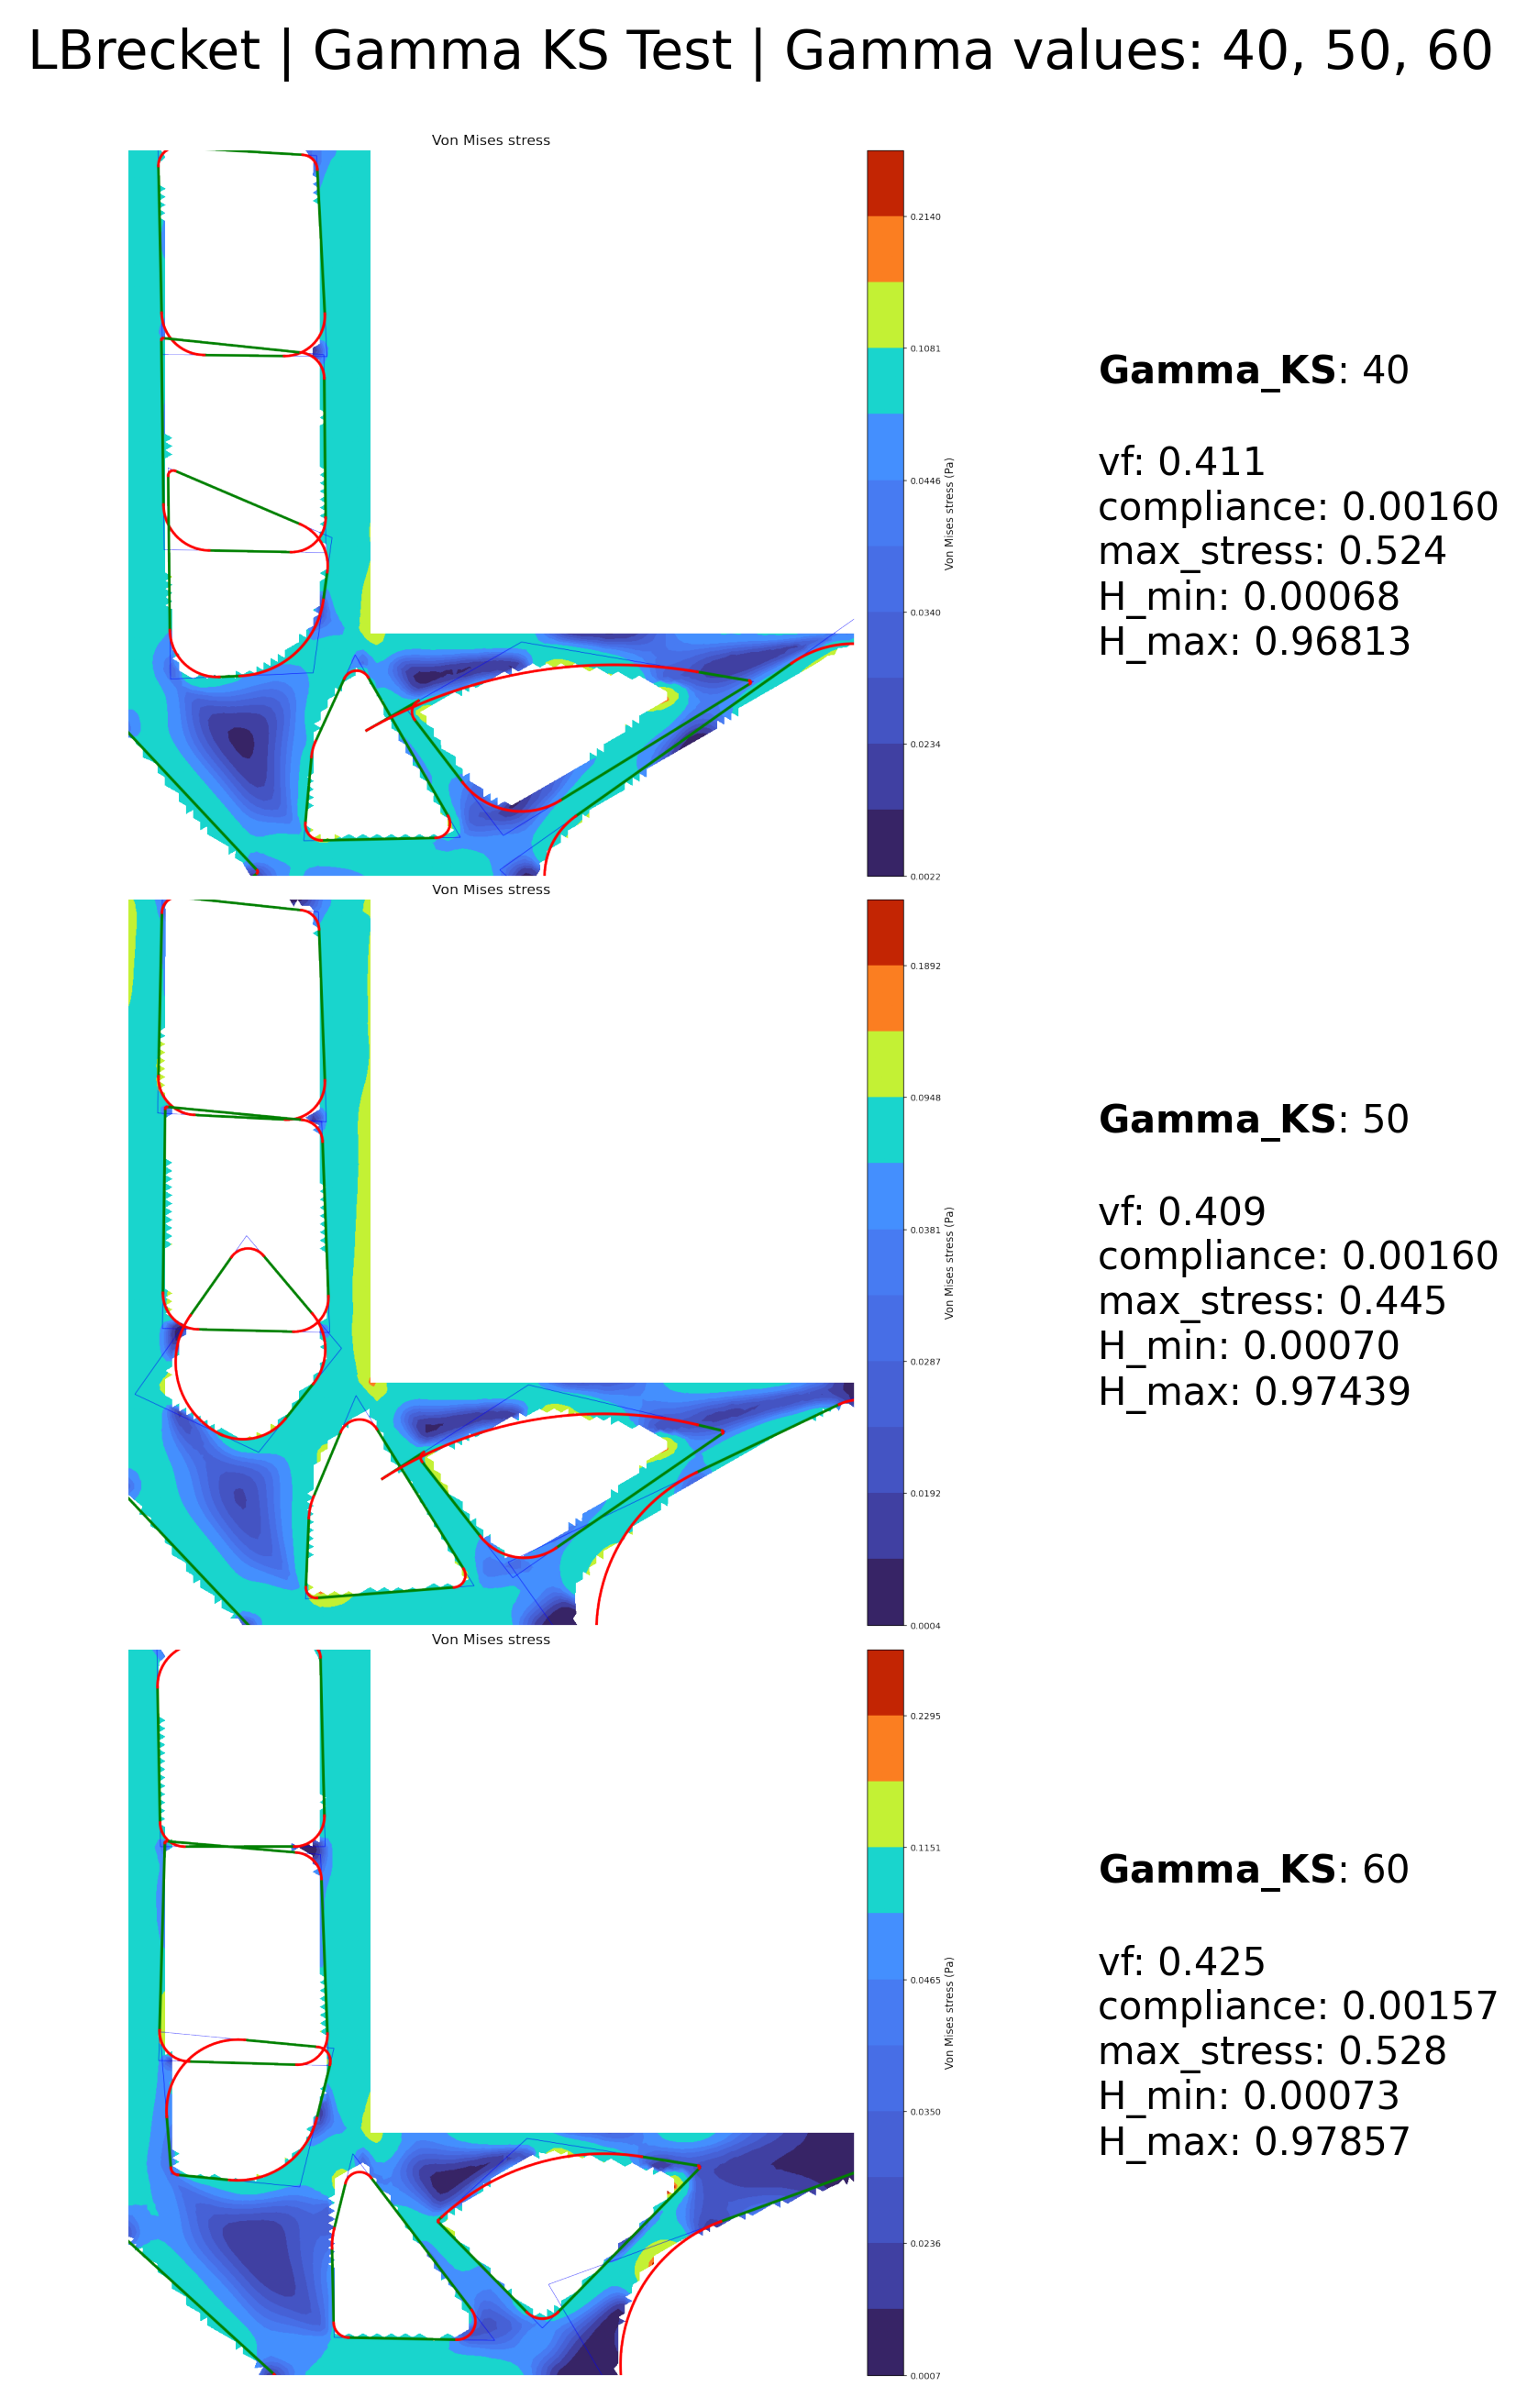 LBrecket | Gamma KS Test | Gamma values: 40, 50, 60
Von Mises stress
0.2140
0.1081
0.0446
0.0340
0.0234
0.0022
Von Mises stress (Pa)
Gamma_KS: 40
vf: 0.411
compliance: 0.00160
max_stress: 0.524
H_min: 0.00068
H_max: 0.96813
Von Mises stress
0.1892
0.0948
0.0381
0.0287
0.0192
0.0004
Von Mises stress (Pa)
Gamma_KS: 50
vf: 0.409
compliance: 0.00160
max_stress: 0.445
H_min: 0.00070
H_max: 0.97439
Von Mises stress
0.2295
0.1151
0.0465
0.0350
0.0236
0.0007
Von Mises stress (Pa)
Gamma_KS: 60
vf: 0.425
compliance: 0.00157
max_stress: 0.528
H_min: 0.00073
H_max: 0.97857